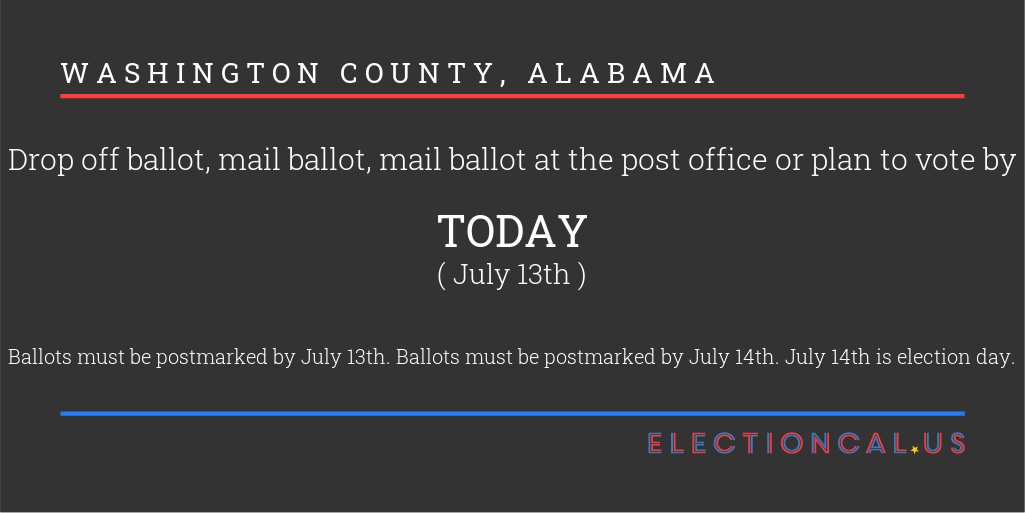 WASHINGTON COUNTY, ALABAMA
Drop off ballot, mail ballot, mail ballot at the post office or plan to vote by
TODAY
( July 13th )
Ballots must be postmarked by July 13th. Ballots must be postmarked by July 14th. July 14th is election day.
ELECTIONCAL.US